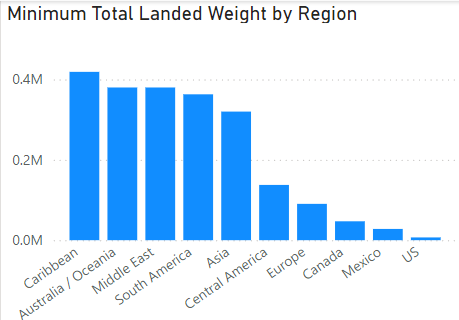 Minimum Total Landed Weight by Region
0.4M
0.2M
0.0M
Caribbean
Australia / Oceania
Middle East
South America
Asia
Central America
Europe
Canada
Mexico
US